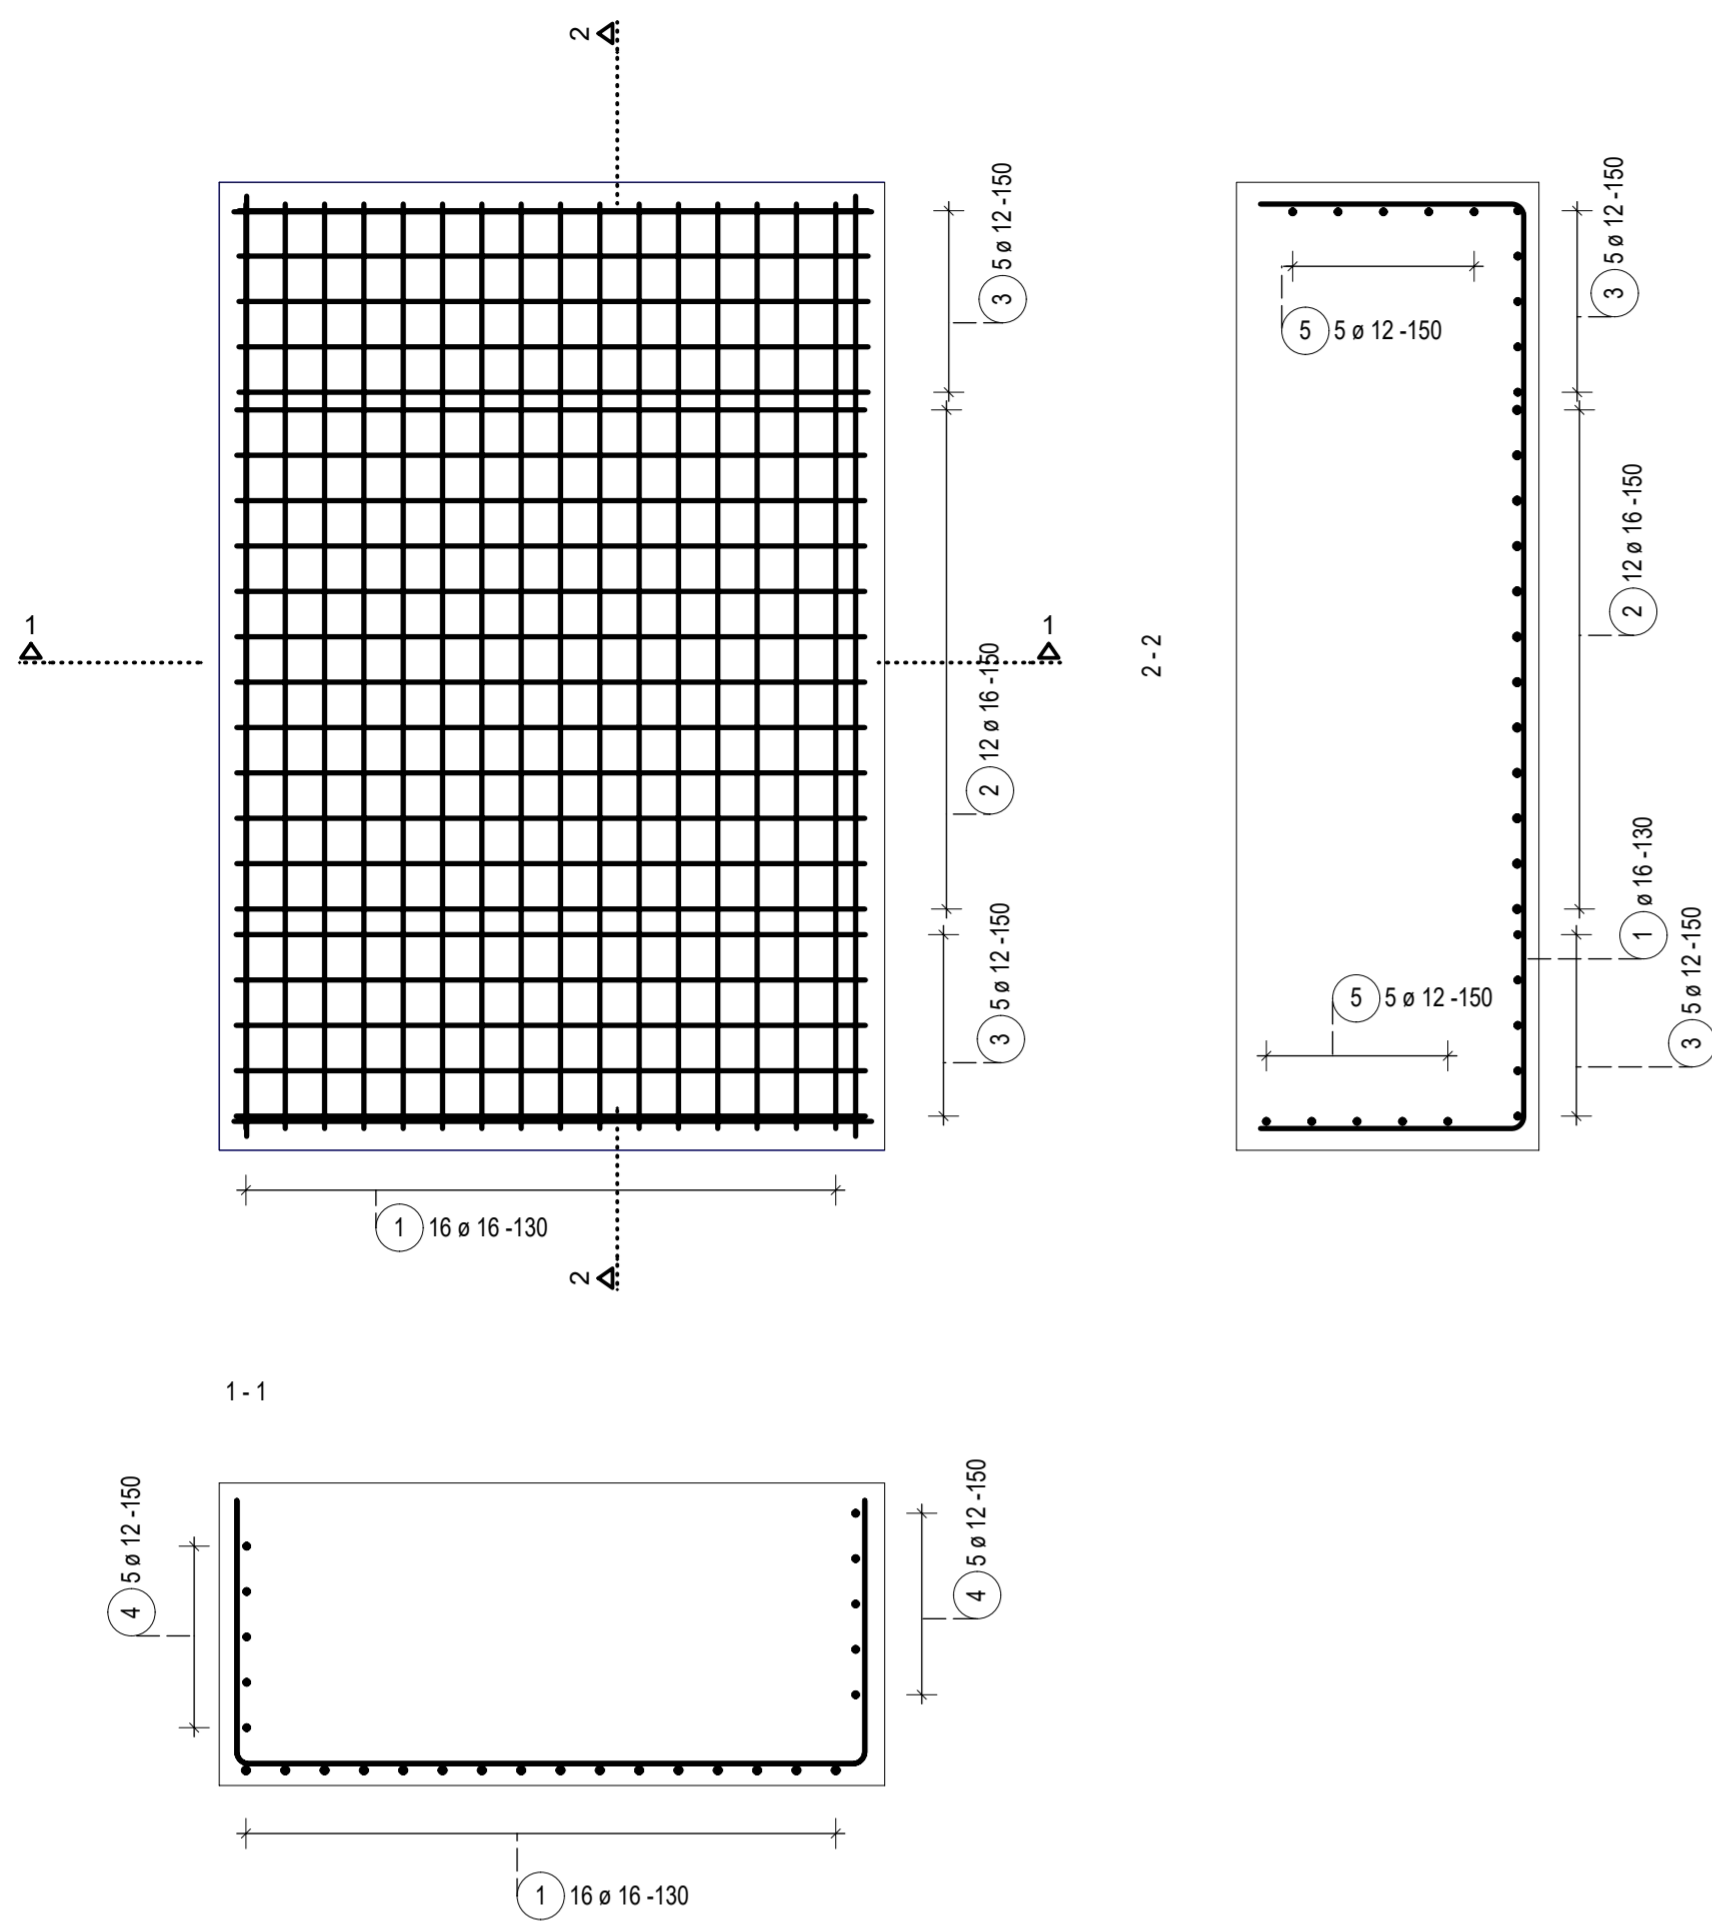 2
3 5 ø 12 -150
3 5 ø 12 -150
5 5 ø 12 -150
2 12 ø 16 -150
1
1
2 12 ø 16 -150
2 - 2
1 ø 16 -130
3 5 ø 12 -150
5 5 ø 12 -150
3 5 ø 12 -150
1 16 ø 16 -130
2
1 - 1
4 5 ø 12 -150
4 5 ø 12 -150
1 16 ø 16 -130